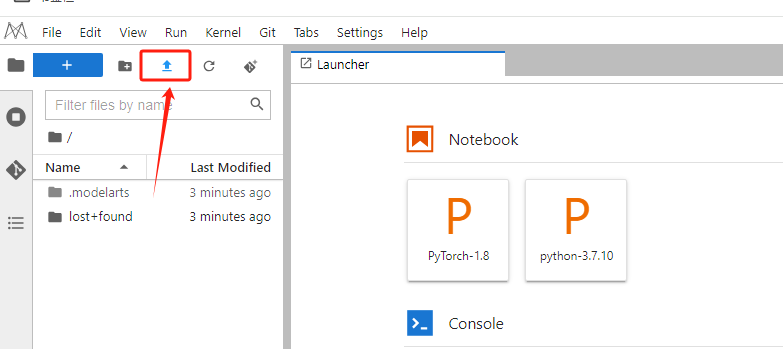 File Edit View Run Kernel Git Tabs Settings Help
+
Launcher
Filter files by name
/
Name Last Modified
.modelarts 3 minutes ago
lost+found 3 minutes ago
Notebook
P P
PyTorch-1.8 python-3.7.10
Console